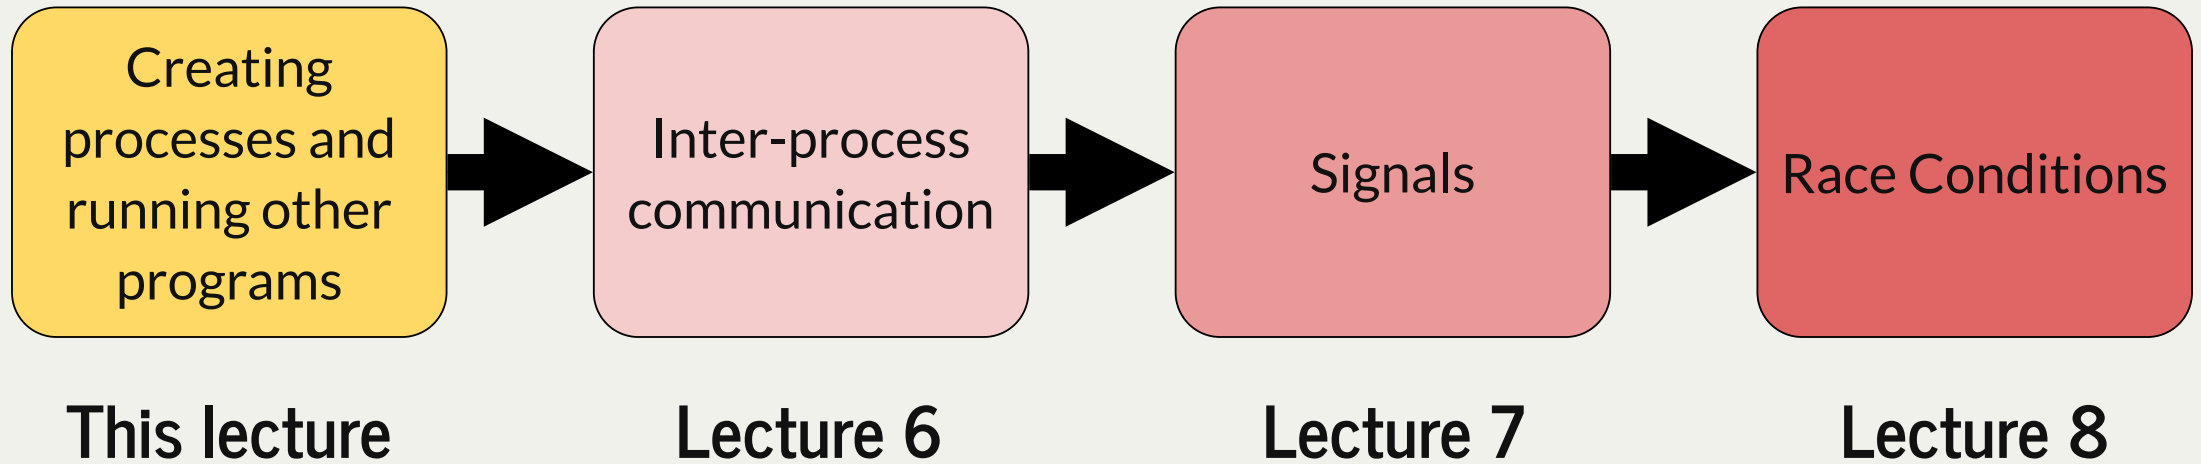 Creating
processes and
running other
programs
Inter-process
communication
Signals
Race Conditions
This lecture
Lecture 6
Lecture 7
Lecture 8